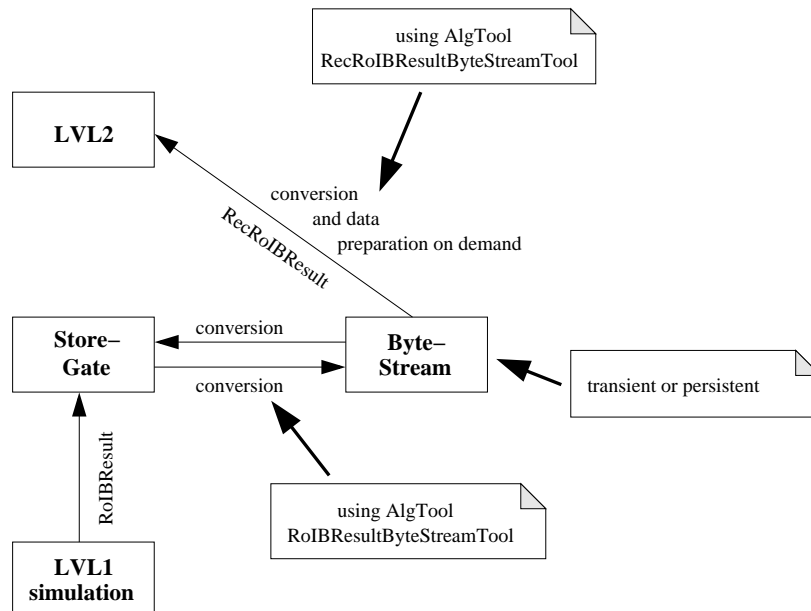 using AlgTool
RecRoIBResultByteStreamTool
LVL2
conversion
and data
preparation on demand
RecRoIBResult
Store–
Gate
conversion
conversion
Byte–
Stream
transient or persistent
RoIBResult
using AlgTool
RoIBResultByteStreamTool
LVL1
simulation